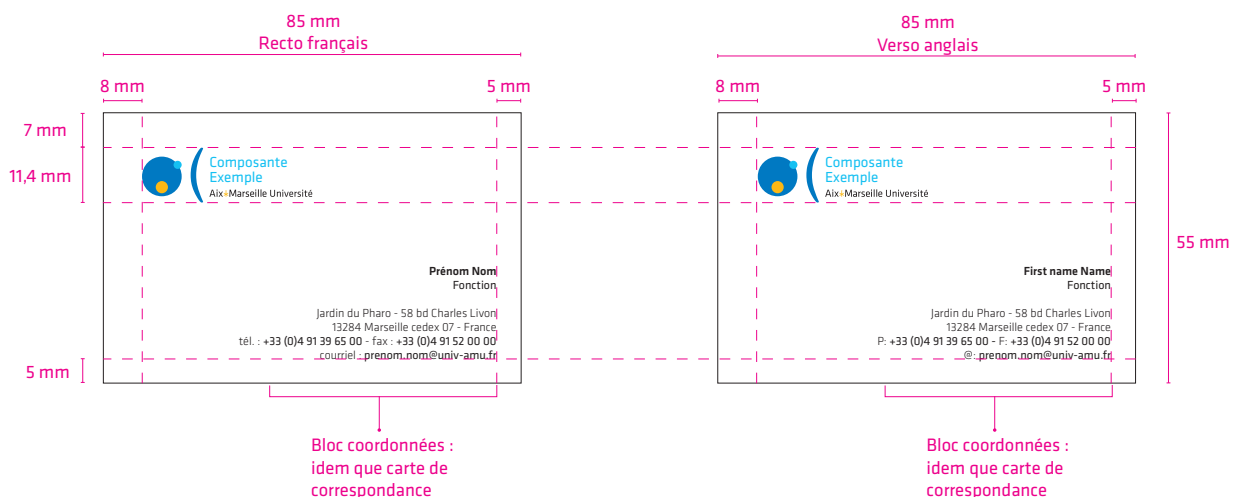 85 mm
Recto français
8 mm
5 mm
7 mm
11,4 mm
Composante
Exemple
Aix+Marseille Université
Prénom Nom
Fonction
Jardin du Pharo - 58 bd Charles Livon
13284 Marseille cedex 07 - France
tél. : +33 (0)4 91 39 65 00 - fax : +33 (0)4 91 52 00 00
courriel : prenom.nom@univ-amu.fr
5 mm
Bloc coordonnées :
idem que carte de
correspondance
85 mm
Verso anglais
8 mm
5 mm
Composante
Exemple
Aix+Marseille Université
55 mm
First name Name
Fonction
Jardin du Pharo - 58 bd Charles Livon
13284 Marseille cedex 07 - France
P: +33 (0)4 91 39 65 00 - F: +33 (0)4 91 52 00 00
@: prenom.nom@univ-amu.fr
Bloc coordonnées :
idem que carte de
correspondance